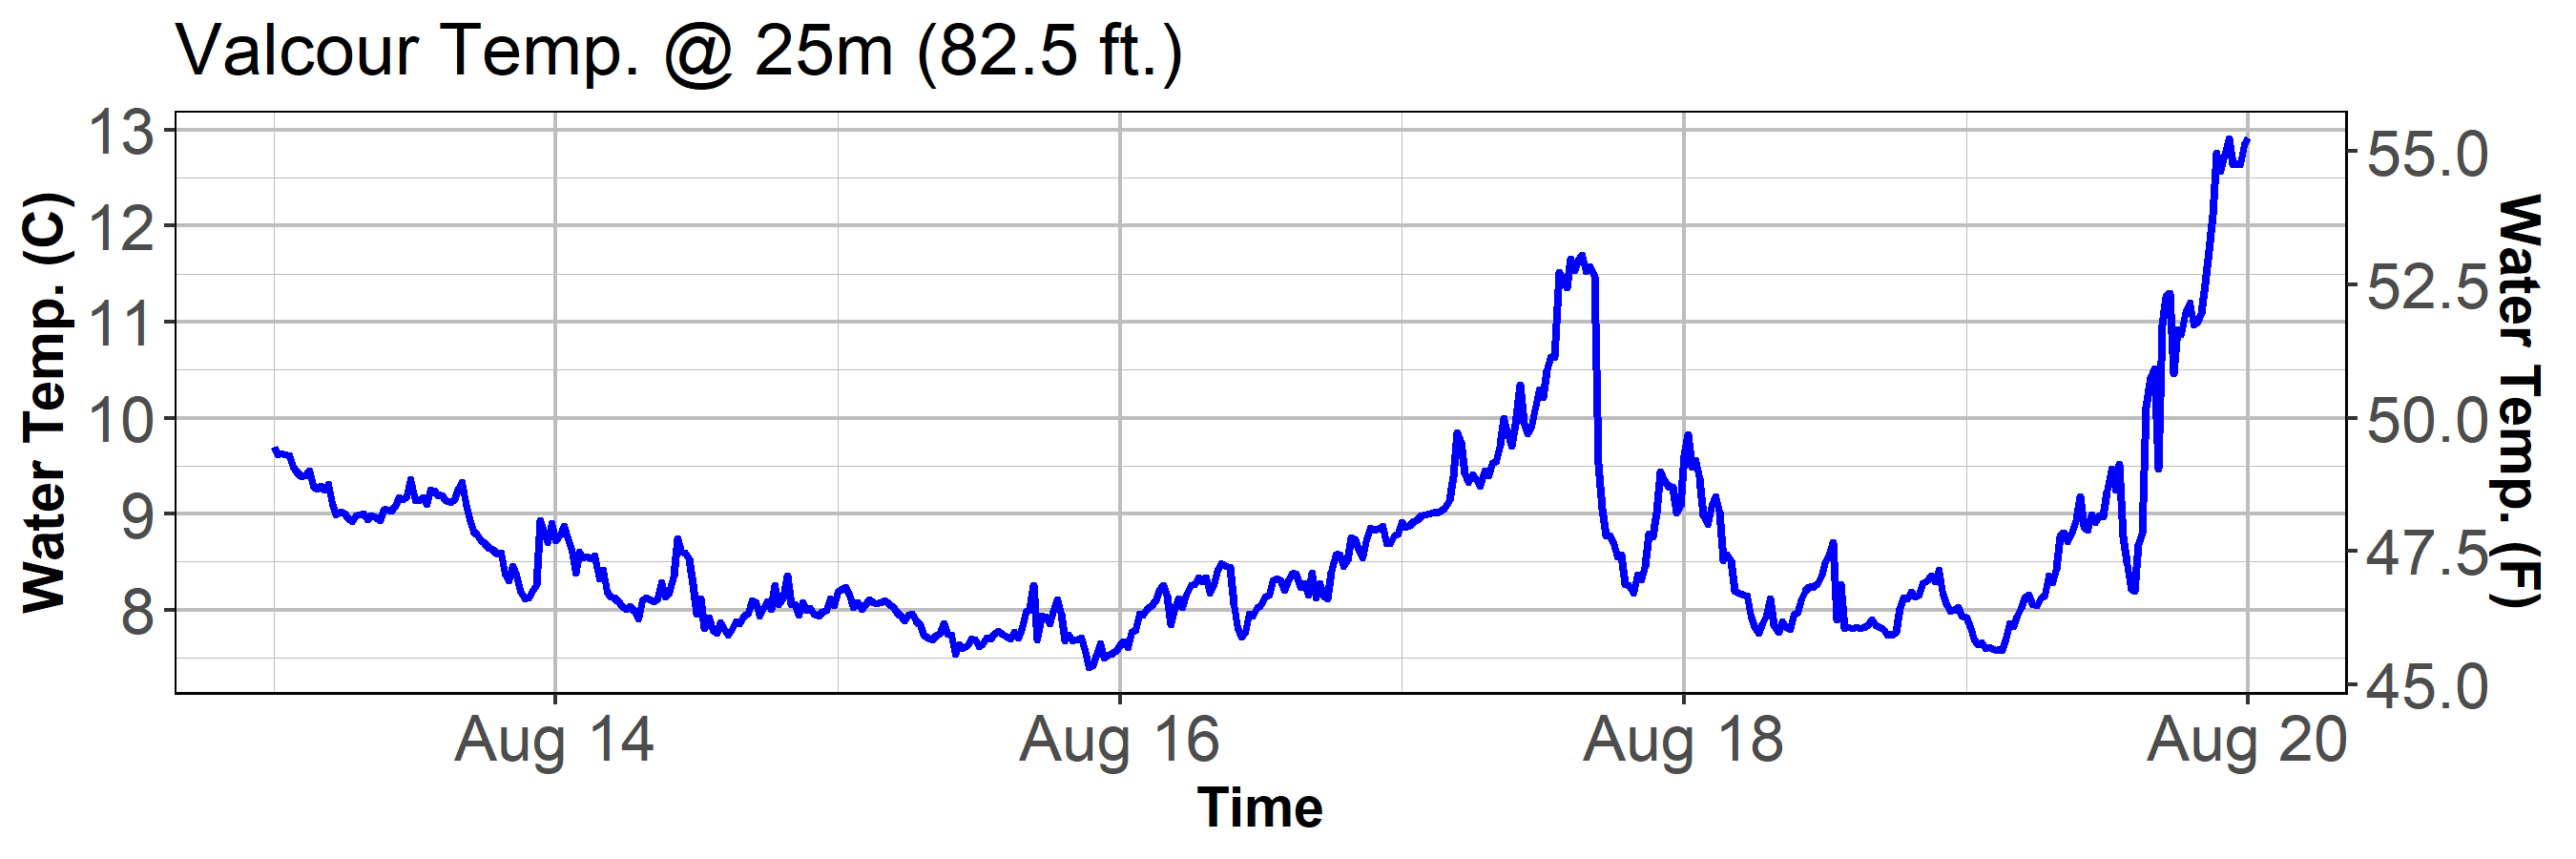 Valcour Temp. @ 25m (82.5 ft.)
Water Temp. (C)
13
12
11
10
9
8
55.0
52.5
50.0
47.5
45.0
Water Temp. (F)
Aug 14 Aug 16 Aug 18 Aug 20
Time